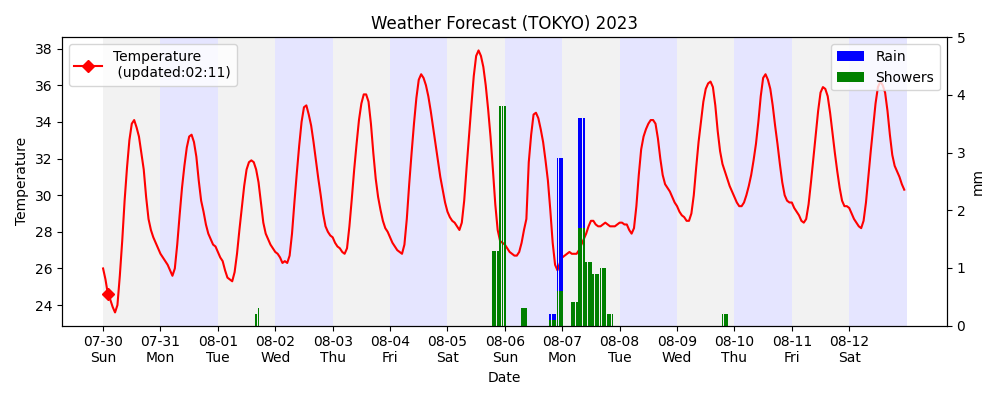 Weather Forecast (TOKYO) 2023
Temperature
(updated:02:11)
Rain
Showers
Temperature
38
36
34
32
30
28
26
24
5
4
3
2
1
0
mm
07-30 07-31 08-01 08-02 08-03 08-04 08-05 08-06 08-07 08-08 08-09 08-10 08-11 08-12
Sun Mon Tue Wed Thu Fri Sat Sun Mon Tue Wed Thu Fri Sat
Date